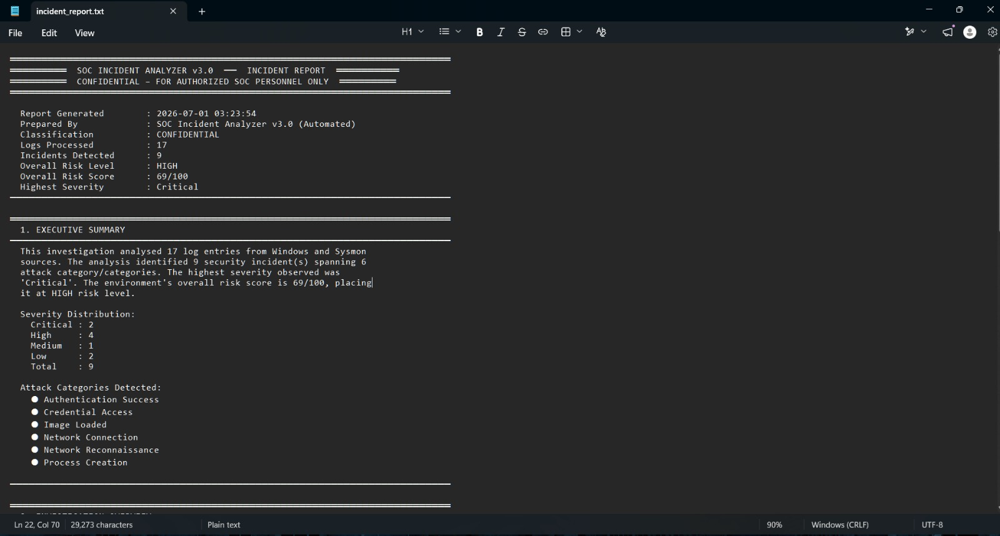 incident_report.txt
File Edit View H1
SOC INCIDENT ANALYZER v3.0 — INCIDENT REPORT
CONFIDENTIAL – FOR AUTHORIZED SOC PERSONNEL ONLY
Report Generated : 2026-07-01 03:23:54
Prepared By : SOC Incident Analyzer v3.0 (Automated)
Classification : CONFIDENTIAL
Logs Processed : 17
Incidents Detected : 9
Overall Risk Level : HIGH
Overall Risk Score : 69/100
Highest Severity : Critical
1. EXECUTIVE SUMMARY
This investigation analysed 17 log entries from Windows and Sysmon
sources. The analysis identified 9 security incident(s) spanning 6
attack category/categories. The highest severity observed was
'Critical'. The environment's overall risk score is 69/100, placing
it at HIGH risk level.
Severity Distribution:
Critical : 2
High : 4
Medium : 1
Low : 2
Total : 9
Attack Categories Detected:
● Authentication Success
● Credential Access
● Image Loaded
● Network Connection
● Network Reconnaissance
● Process Creation
Ln 22, Col 70 29,273 characters Plain text 90% Windows (CRLF) UTF-8